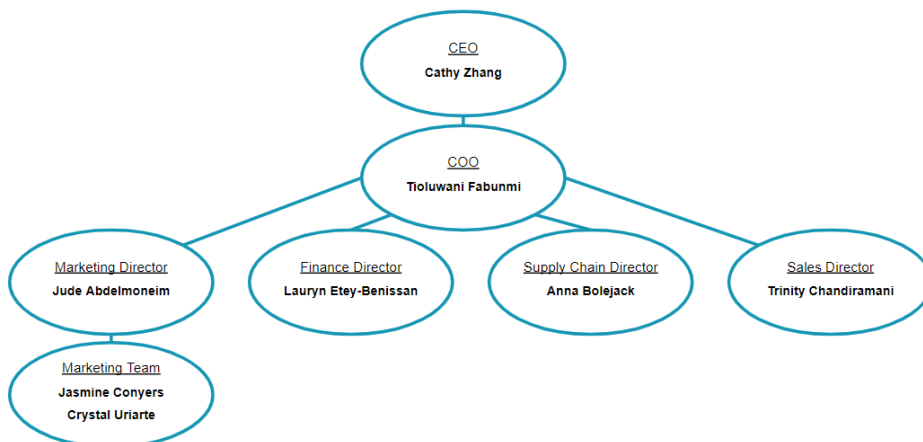 CEO
Cathy Zhang
COO
Tioluwani Fabunmi
Marketing Director
Jude Abdelmoneim
Finance Director
Lauryn Etey-Benissan
Supply Chain Director
Anna Bolejack
Sales Director
Trinity Chandiramani
Marketing Team
Jasmine Conyers
Crystal Uriarte